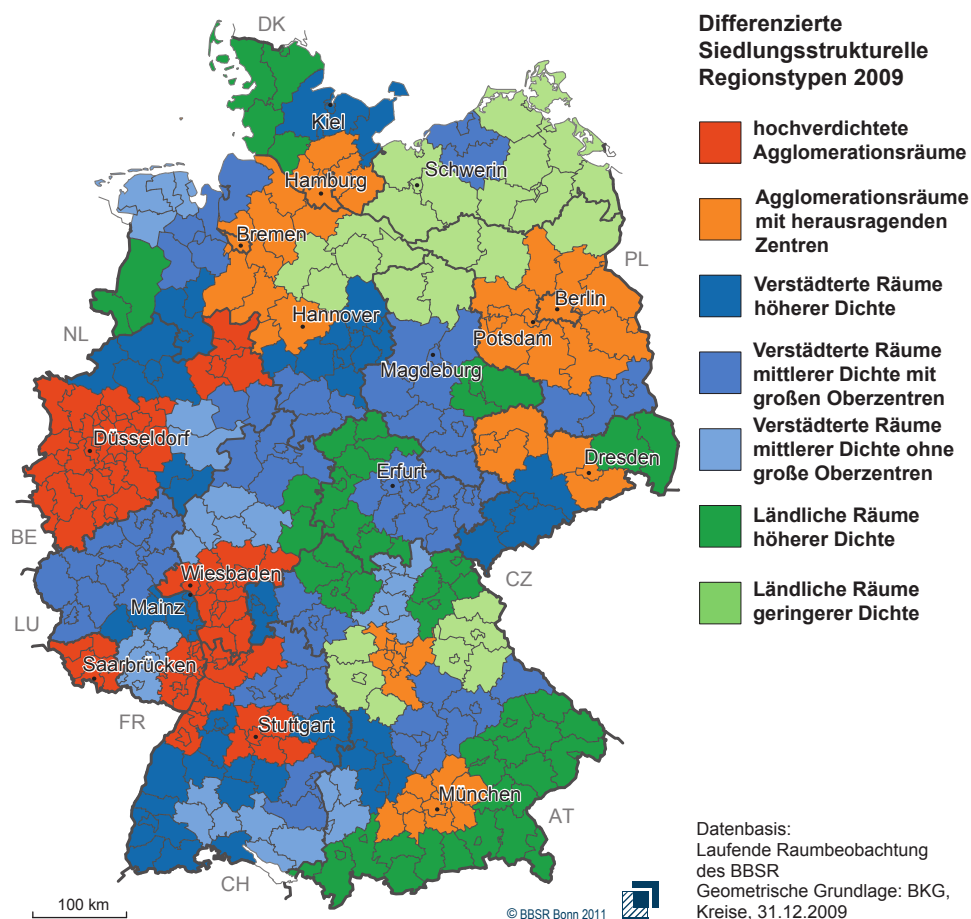 Differenzierte
Siedlungsstrukturelle
Regionstypen 2009
hochverdichtete
Agglomerationsräume
Agglomerationsräume
mit herausragenden
Zentren
Verstädterte Räume
höherer Dichte
Verstädterte Räume
mittlerer Dichte mit
großen Oberzentren
Verstädterte Räume
mittlerer Dichte ohne
große Oberzentren
Ländliche Räume
höherer Dichte
Ländliche Räume
geringerer Dichte
DK
Kiel
Schwerin
Hamburg
Bremen
PL
Berlin
Hannover
NL
Potsdam
Magdeburg
Düsseldorf
Dresden
Erfurt
BE
Wiesbaden
CZ
Mainz
LU
Saarbrücken
FR
Stuttgart
München
AT
CH
Datenbasis:
Laufende Raumbeobachtung
des BBSR
Geometrische Grundlage: BKG,
Kreise, 31.12.2009
100 km
© BBSR Bonn 2011